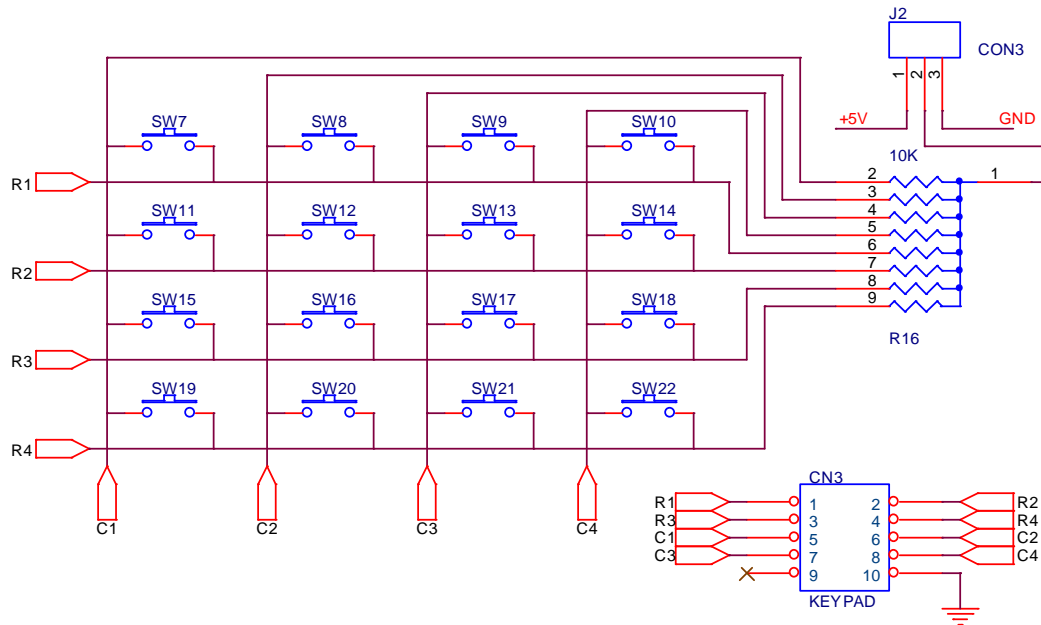 J2
CON3
1
2
3
+5V
GND
SW7
SW8
SW9
SW10
10K
R1
2
1
3
4
SW11
SW12
SW13
SW14
5
6
R2
7
8
SW15
SW16
SW17
SW18
9
R16
R3
SW19
SW20
SW21
SW22
R4
CN3
R1
1
2
R2
R3
3
4
R4
C1
C2
C3
C4
C1
5
6
C2
C3
7
8
C4
9
10
KEYPAD